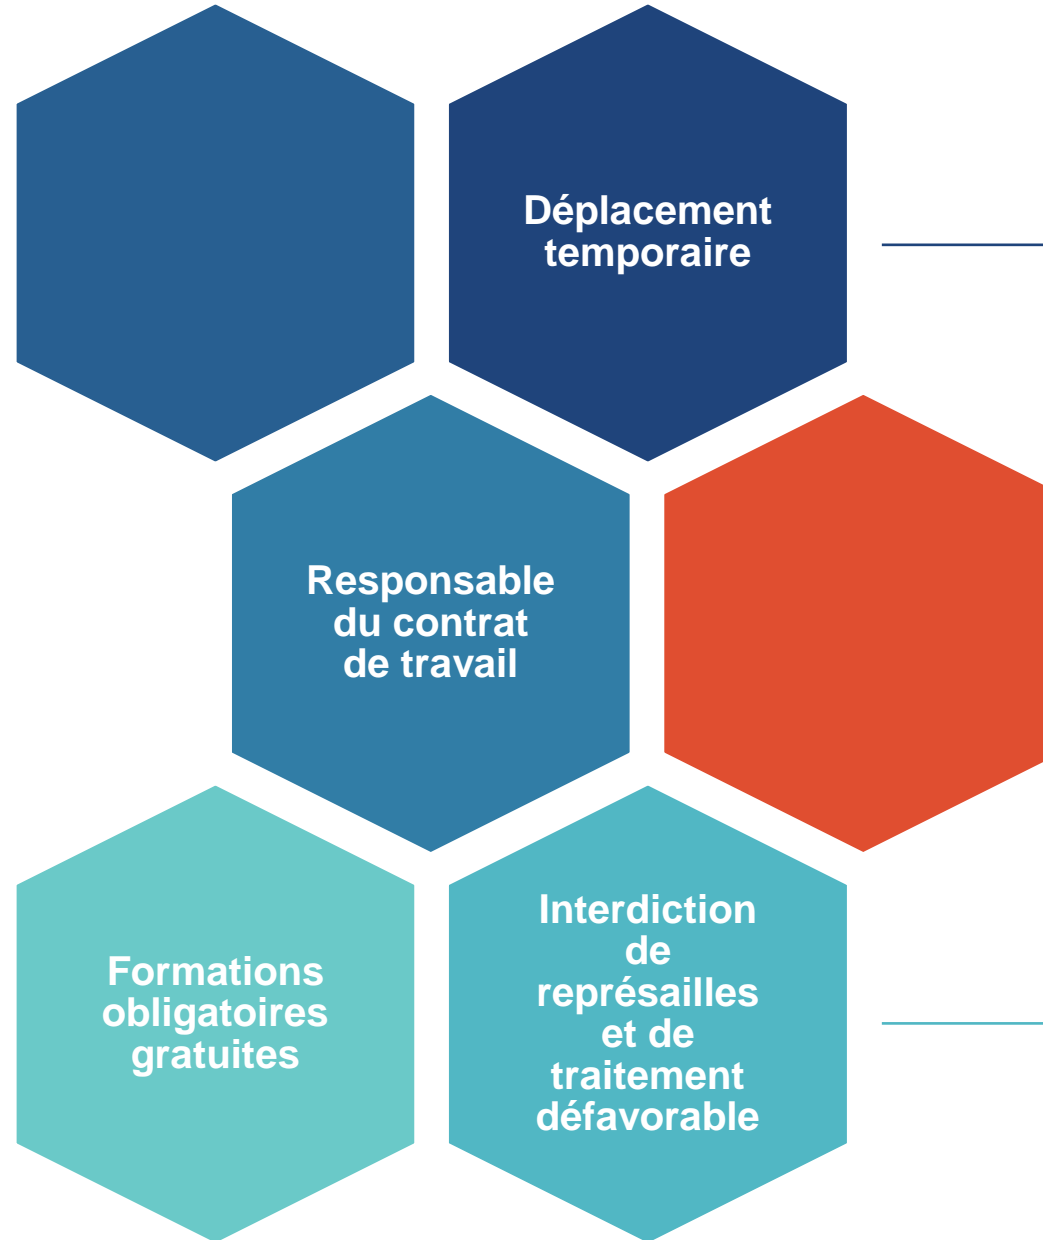 Déplacement
temporaire
Responsable
du contrat
de travail
Formations
obligatoires
gratuites
Interdiction
de
représailles
et de
traitement
défavorable